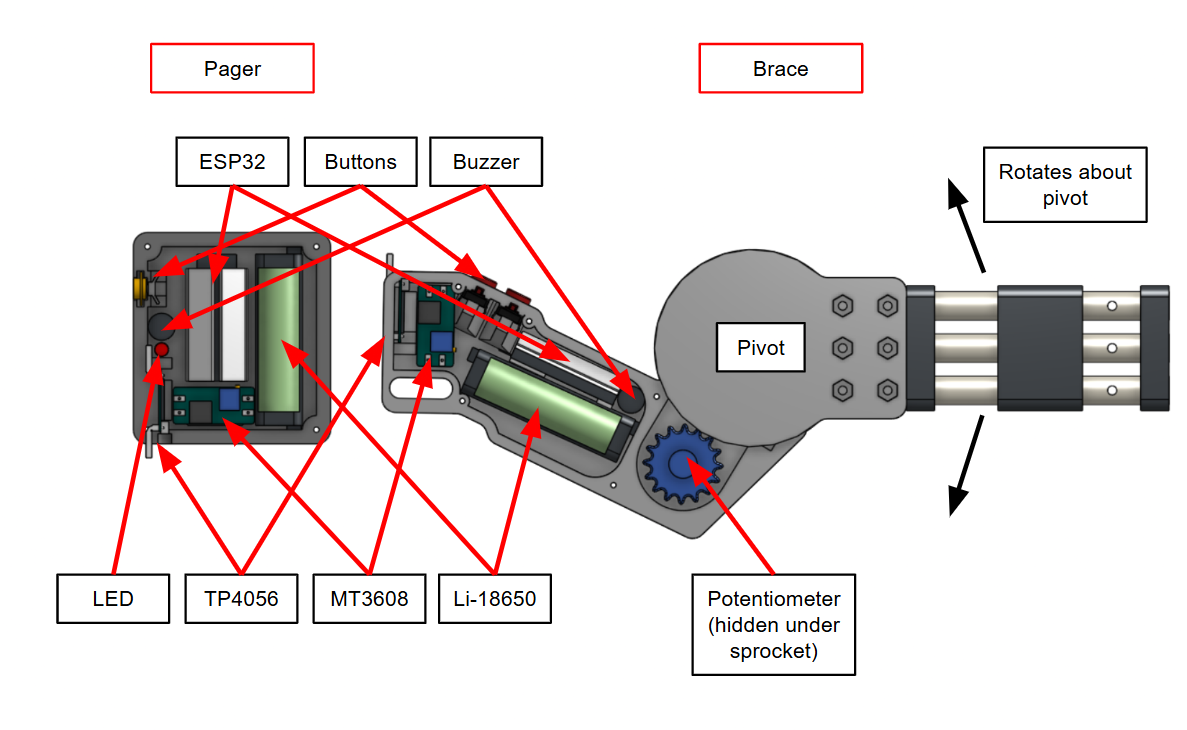 Pager
Brace
ESP32
Buttons
Buzzer
Rotates about
pivot
Pivot
LED
TP4056
MT3608
Li-18650
Potentiometer
(hidden under
sprocket)